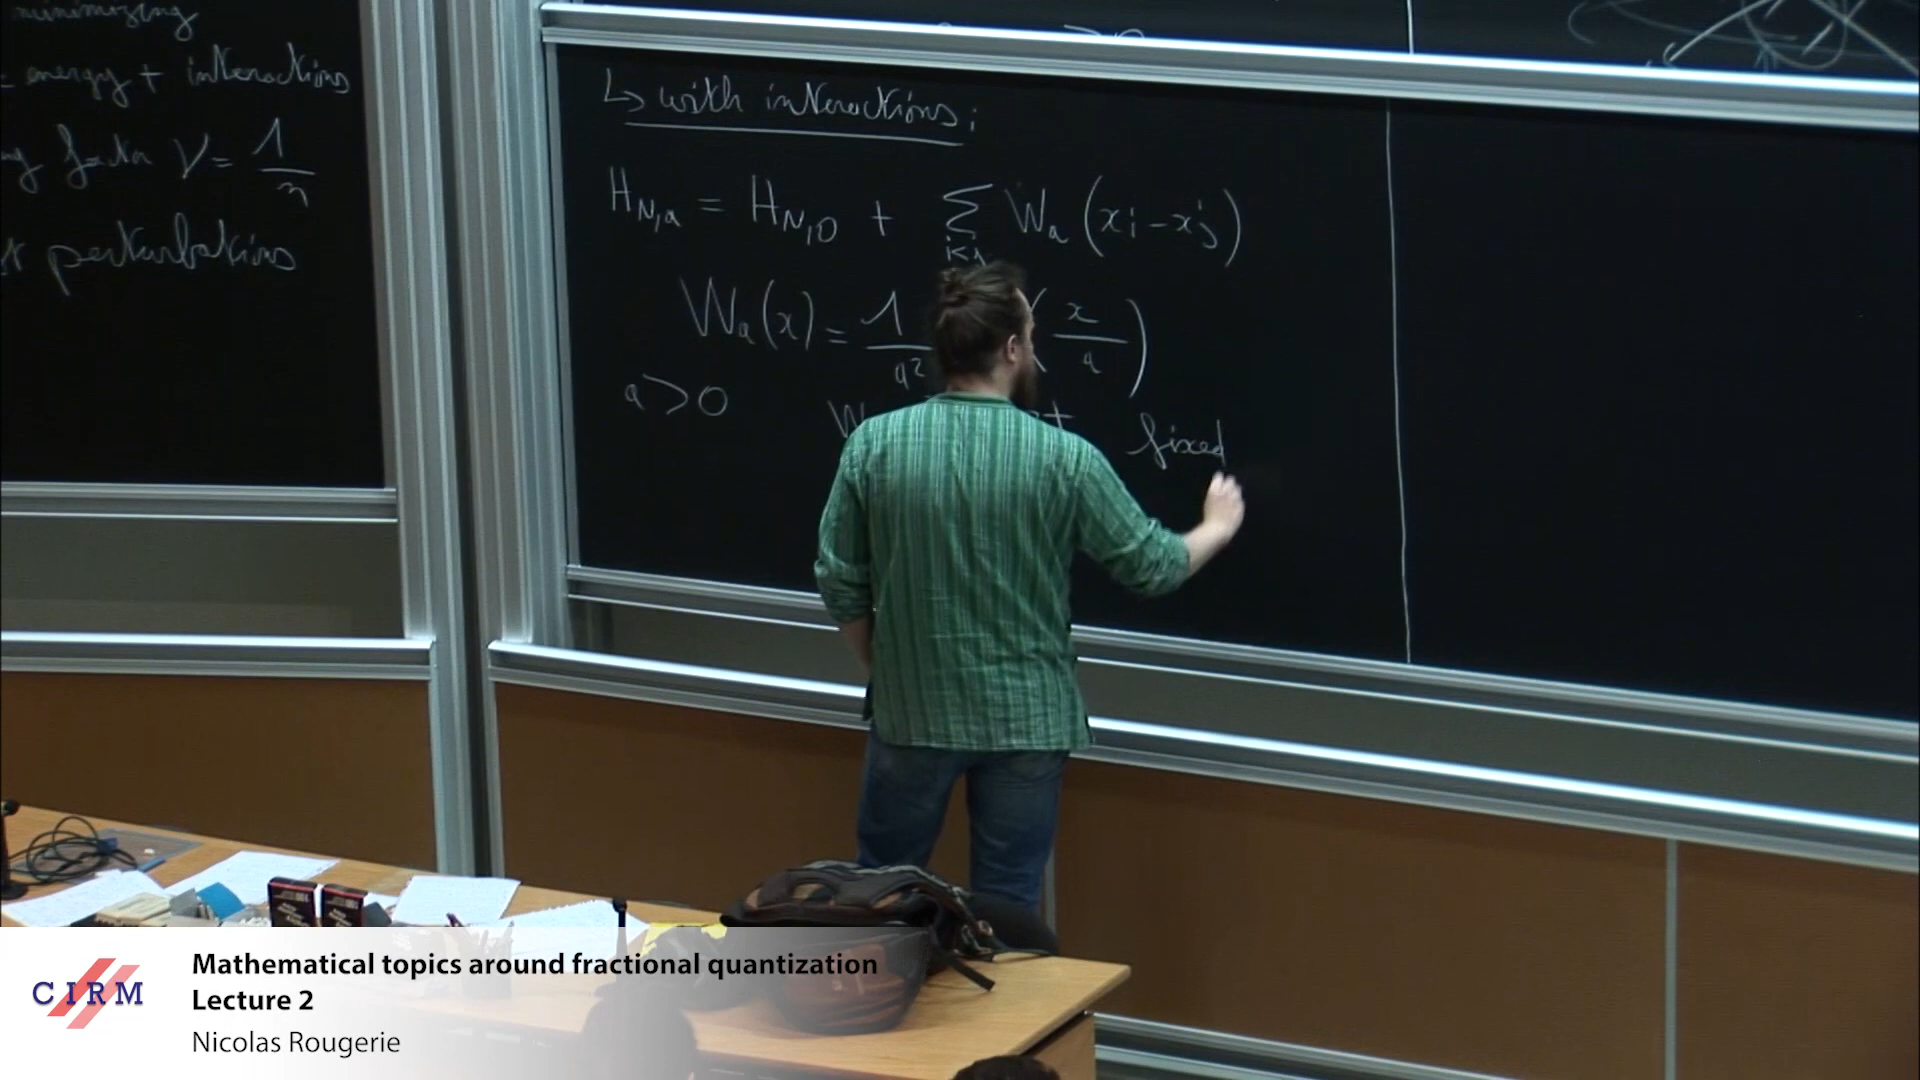 minimizing
energy + interactions
factor ν = 1/n
perturbations
↳ with interactions:
H_{N,a} = H_{N,0} + Σ_{i<j} W_a (x_i - x_j)
W_a(x) = 1/a² ( x/a )
a > 0 W fixed
CIRM
Mathematical topics around fractional quantization
Lecture 2
Nicolas Rougerie